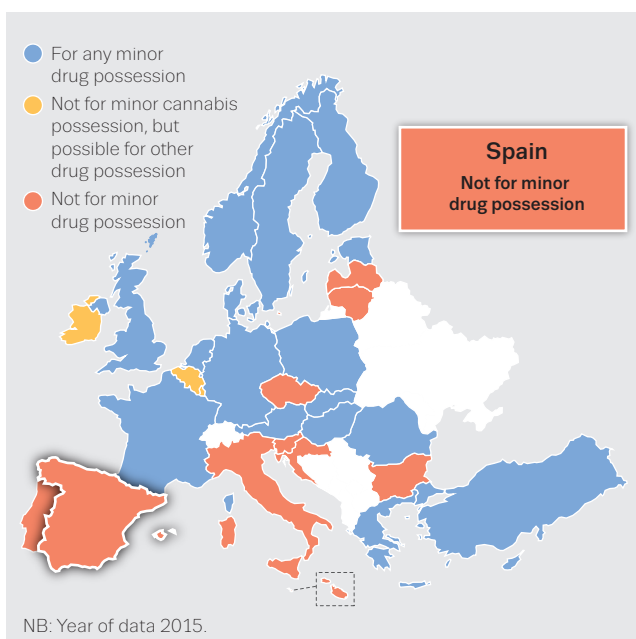 For any minor
drug possession
Not for minor cannabis
possession, but
possible for other
drug possession
Not for minor
drug possession
Spain
Not for minor
drug possession
NB: Year of data 2015.